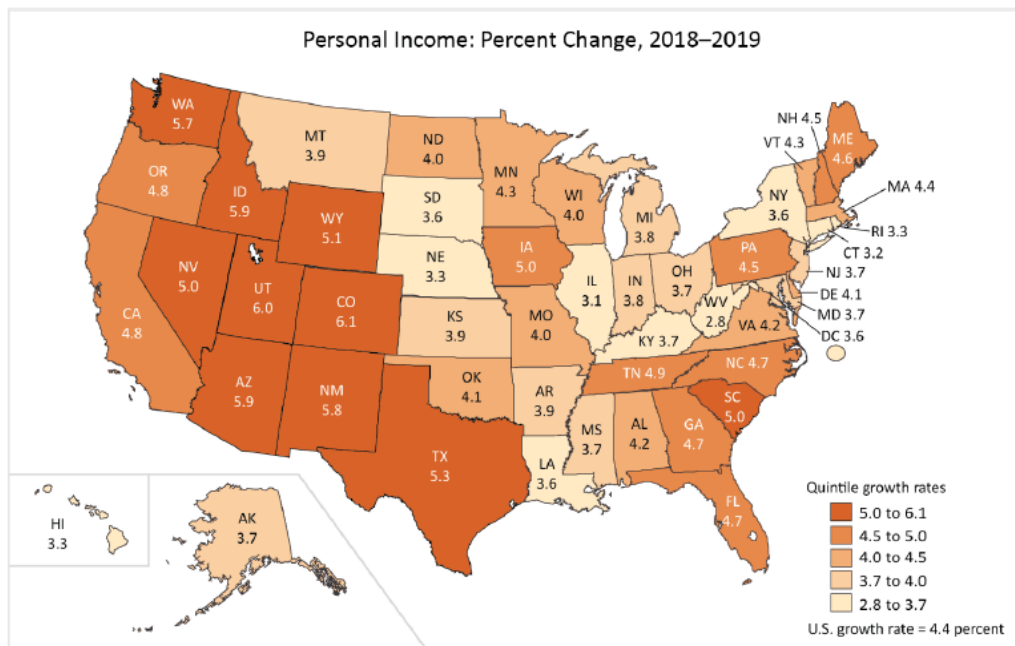 Personal Income: Percent Change, 2018–2019
WA
5.7
OR
4.8
CA
4.8
NV
5.0
ID
5.9
MT
3.9
WY
5.1
UT
6.0
CO
6.1
AZ
5.9
NM
5.8
ND
4.0
SD
3.6
NE
3.3
KS
3.9
OK
4.1
TX
5.3
MN
4.3
IA
5.0
MO
4.0
AR
3.9
LA
3.6
WI
4.0
IL
3.1
MI
3.8
IN
3.8
OH
3.7
KY 3.7
TN 4.9
MS
3.7
AL
4.2
GA
4.7
FL
4.7
SC
5.0
NC 4.7
VA 4.2
WV
2.8
PA
4.5
NY
3.6
VT 4.3
NH 4.5
ME
4.6
MA 4.4
RI 3.3
CT 3.2
NJ 3.7
DE 4.1
MD 3.7
DC 3.6
HI
3.3
AK
3.7
Quintile growth rates
5.0 to 6.1
4.5 to 5.0
4.0 to 4.5
3.7 to 4.0
2.8 to 3.7
U.S. growth rate = 4.4 percent